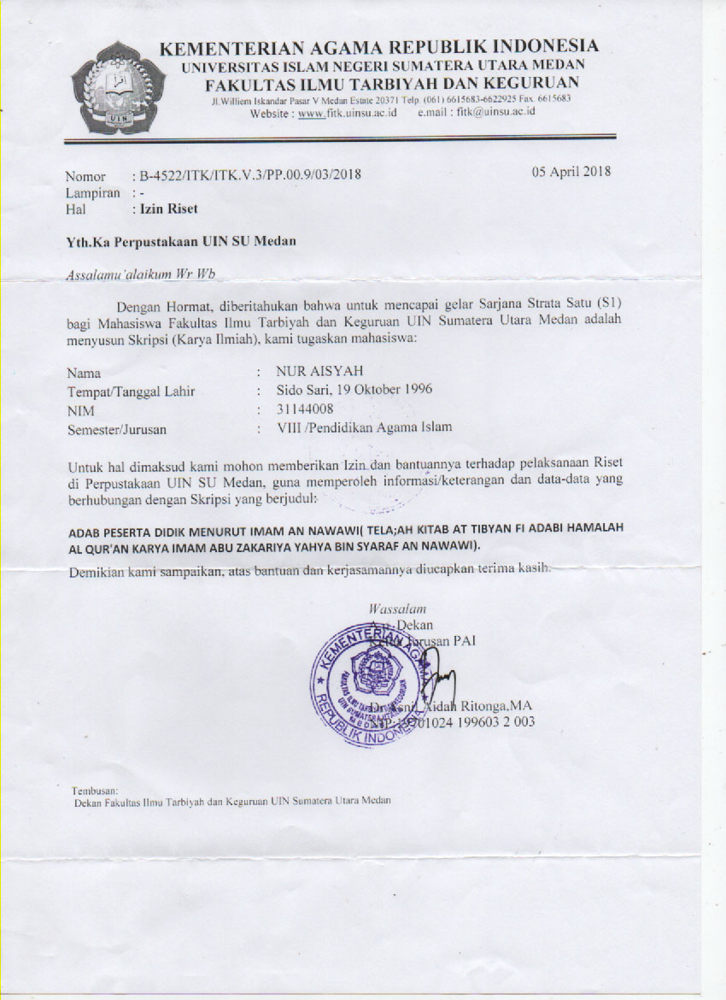 KEMENTERIAN AGAMA REPUBLIK INDONESIA
UNIVERSITAS ISLAM NEGERI SUMATERA UTARA MEDAN
FAKULTAS ILMU TARBIYAH DAN KEGURUAN
Jl.Williem Iskandar Pasar V Medan Estate 20371 Telp. (061) 6615683-6622925 Fax. 6615683
Website : www.fitk.uinsu.ac.id e.mail : fitk@uinsu.ac.id
UIN
Nomor : B-4522/ITK/ITK.V.3/PP.00.9/03/2018 05 April 2018
Lampiran : -
Hal : Izin Riset
Yth.Ka Perpustakaan UIN SU Medan
Assalamu'alaikum Wr Wb
Dengan Hormat, diberitahukan bahwa untuk mencapai gelar Sarjana Strata Satu (S1)
bagi Mahasiswa Fakultas Ilmu Tarbiyah dan Keguruan UIN Sumatera Utara Medan adalah
menyusun Skripsi (Karya Ilmiah), kami tugaskan mahasiswa:
Nama : NUR AISYAH
Tempat/Tanggal Lahir : Sido Sari, 19 Oktober 1996
NIM : 31144008
Semester/Jurusan : VIII /Pendidikan Agama Islam
Untuk hal dimaksud kami mohon memberikan Izin dan bantuannya terhadap pelaksanaan Riset
di Perpustakaan UIN SU Medan, guna memperoleh informasi/keterangan dan data-data yang
berhubungan dengan Skripsi yang berjudul:
ADAB PESERTA DIDIK MENURUT IMAM AN NAWAWI( TELA;AH KITAB AT TIBYAN FI ADABI HAMALAH
AL QUR'AN KARYA IMAM ABU ZAKARIYA YAHYA BIN SYARAF AN NAWAWI).
Demikian kami sampaikan, atas bantuan dan kerjasamannya diucapkan terima kasih.
Wassalam
A.n. Dekan
Ketua Jurusan PAI
KEMENTERIAN AGAMA
REPUBLIK INDONESIA
FAKULTAS ILMU TARBIYAH DAN KEGURUAN
UIN SUMATERA UTARA
MEDAN
Dr. Asnil Aidah Ritonga,MA
NIP: 19701024 199603 2 003
Tembusan:
Dekan Fakultas Ilmu Tarbiyah dan Keguruan UIN Sumatera Utara Medan